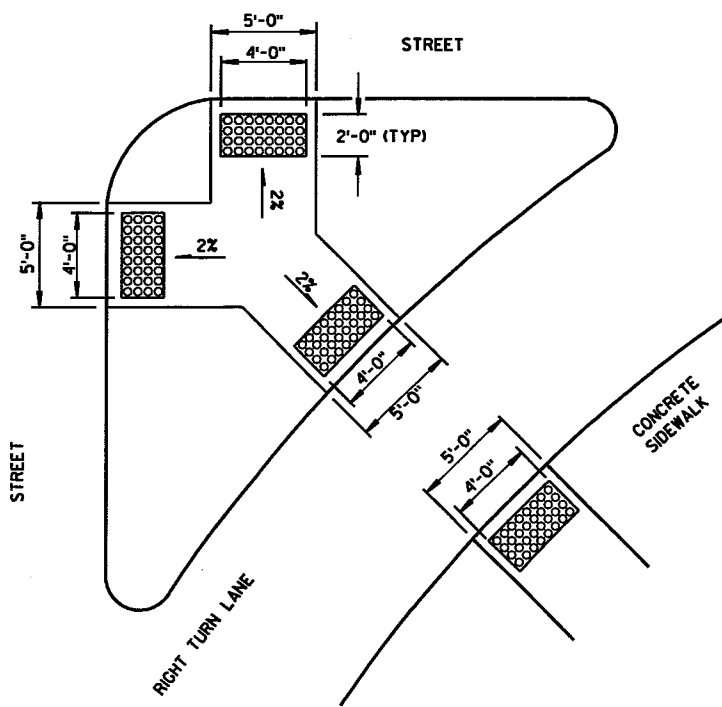 5'-0"
4'-0"
STREET
2'-0" (TYP)
2%
5'-0"
4'-0"
2%
2%
4'-0"
5'-0"
5'-0"
4'-0"
CONCRETE
SIDEWALK
STREET
RIGHT TURN LANE